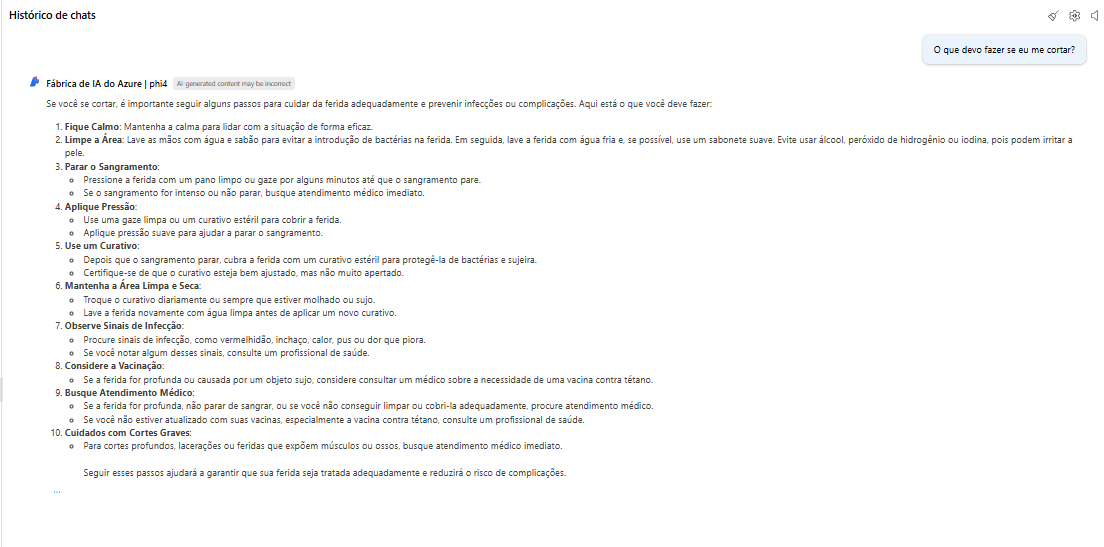 Histórico de chats
O que devo fazer se eu me cortar?
Fábrica de IA do Azure | phi4 AI-generated content may be incorrect
Se você se cortar, é importante seguir alguns passos para cuidar da ferida adequadamente e prevenir infecções ou complicações. Aqui está o que você deve fazer:
1. Fique Calmo: Mantenha a calma para lidar com a situação de forma eficaz.
2. Limpe a Área: Lave as mãos com água e sabão para evitar a introdução de bactérias na ferida. Em seguida, lave a ferida com água fria e, se possível, use um sabonete suave. Evite usar álcool, peróxido de hidrogênio ou iodina, pois podem irritar a
pele.
3. Parar o Sangramento:
Pressione a ferida com um pano limpo ou gaze por alguns minutos até que o sangramento pare.
Se o sangramento for intenso ou não parar, busque atendimento médico imediato.
4. Aplique Pressão:
Use uma gaze limpa ou um curativo estéril para cobrir a ferida.
Aplique pressão suave para ajudar a parar o sangramento.
5. Use um Curativo:
Depois que o sangramento parar, cubra a ferida com um curativo estéril para protegê-la de bactérias e sujeira.
Certifique-se de que o curativo esteja bem ajustado, mas não muito apertado.
6. Mantenha a Área Limpa e Seca:
Troque o curativo diariamente ou sempre que estiver molhado ou sujo.
Lave a ferida novamente com água limpa antes de aplicar um novo curativo.
7. Observe Sinais de Infecção:
Procure sinais de infecção, como vermelhidão, inchaço, calor, pus ou dor que piora.
Se você notar algum desses sinais, consulte um profissional de saúde.
8. Considere a Vacinação:
Se a ferida for profunda ou causada por um objeto sujo, considere consultar um médico sobre a necessidade de uma vacina contra tétano.
9. Busque Atendimento Médico:
Se a ferida for profunda, não parar de sangrar, ou se você não conseguir limpar ou cobri-la adequadamente, procure atendimento médico.
Se você não estiver atualizado com suas vacinas, especialmente a vacina contra tétano, consulte um profissional de saúde.
10. Cuidados com Cortes Graves:
Para cortes profundos, lacerações ou feridas que expõem músculos ou ossos, busque atendimento médico imediato.
Seguir esses passos ajudará a garantir que sua ferida seja tratada adequadamente e reduzirá o risco de complicações.
...